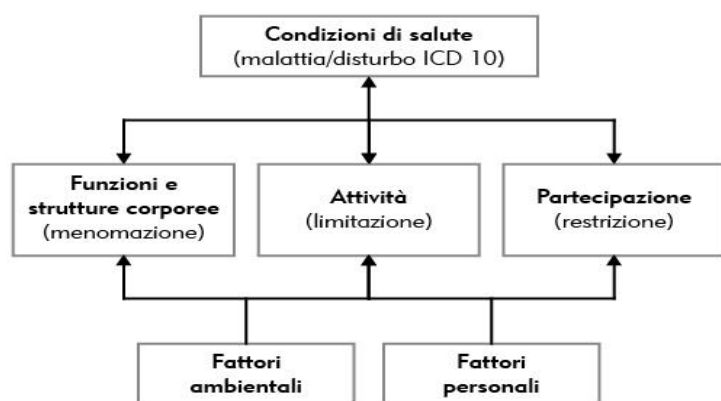 Condizioni di salute
(malattia/disturbo ICD 10)
Funzioni e
strutture corporee
(menomazione)
Attività
(limitazione)
Partecipazione
(restrizione)
Fattori
ambientali
Fattori
personali